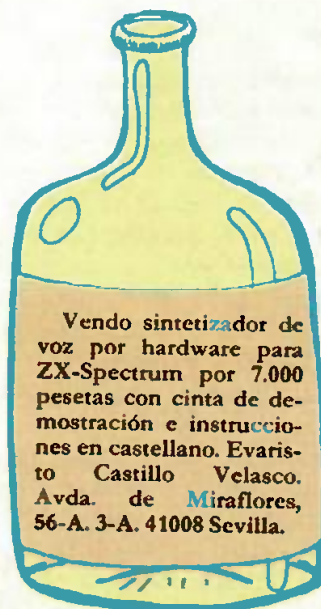 Vendo sintetizador de
voz por hardware para
ZX-Spectrum por 7.000
pesetas con cinta de de-
mostración e instruccio-
nes en castellano. Evaris-
to Castillo Velasco.
Avda. de Miraflores,
56-A. 3-A. 41008 Sevilla.